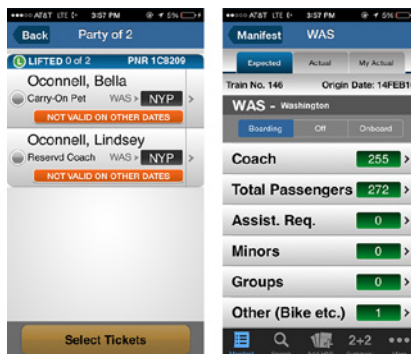 ●●●○○ AT&T LTE 3:57 PM 5%
Back Party of 2
L LIFTED 0 of 2 PNR 1C8209
Oconnell, Bella
Carry-On Pet WAS > NYP >
NOT VALID ON OTHER DATES
Oconnell, Lindsey
Reservd Coach WAS > NYP >
NOT VALID ON OTHER DATES
Select Tickets
●●○○○ AT&T LTE 3:57 PM 5%
Manifest WAS
Expected Actual My Actual
Train No. 146 Origin Date: 14FEB1
WAS - Washington
Boarding Off Onboard
Coach 255 >
Total Passengers 272 >
Assist. Req. 0 >
Minors 0 >
Groups 0 >
Other (Bike etc.) 1 >
2+2 •••
Manifest